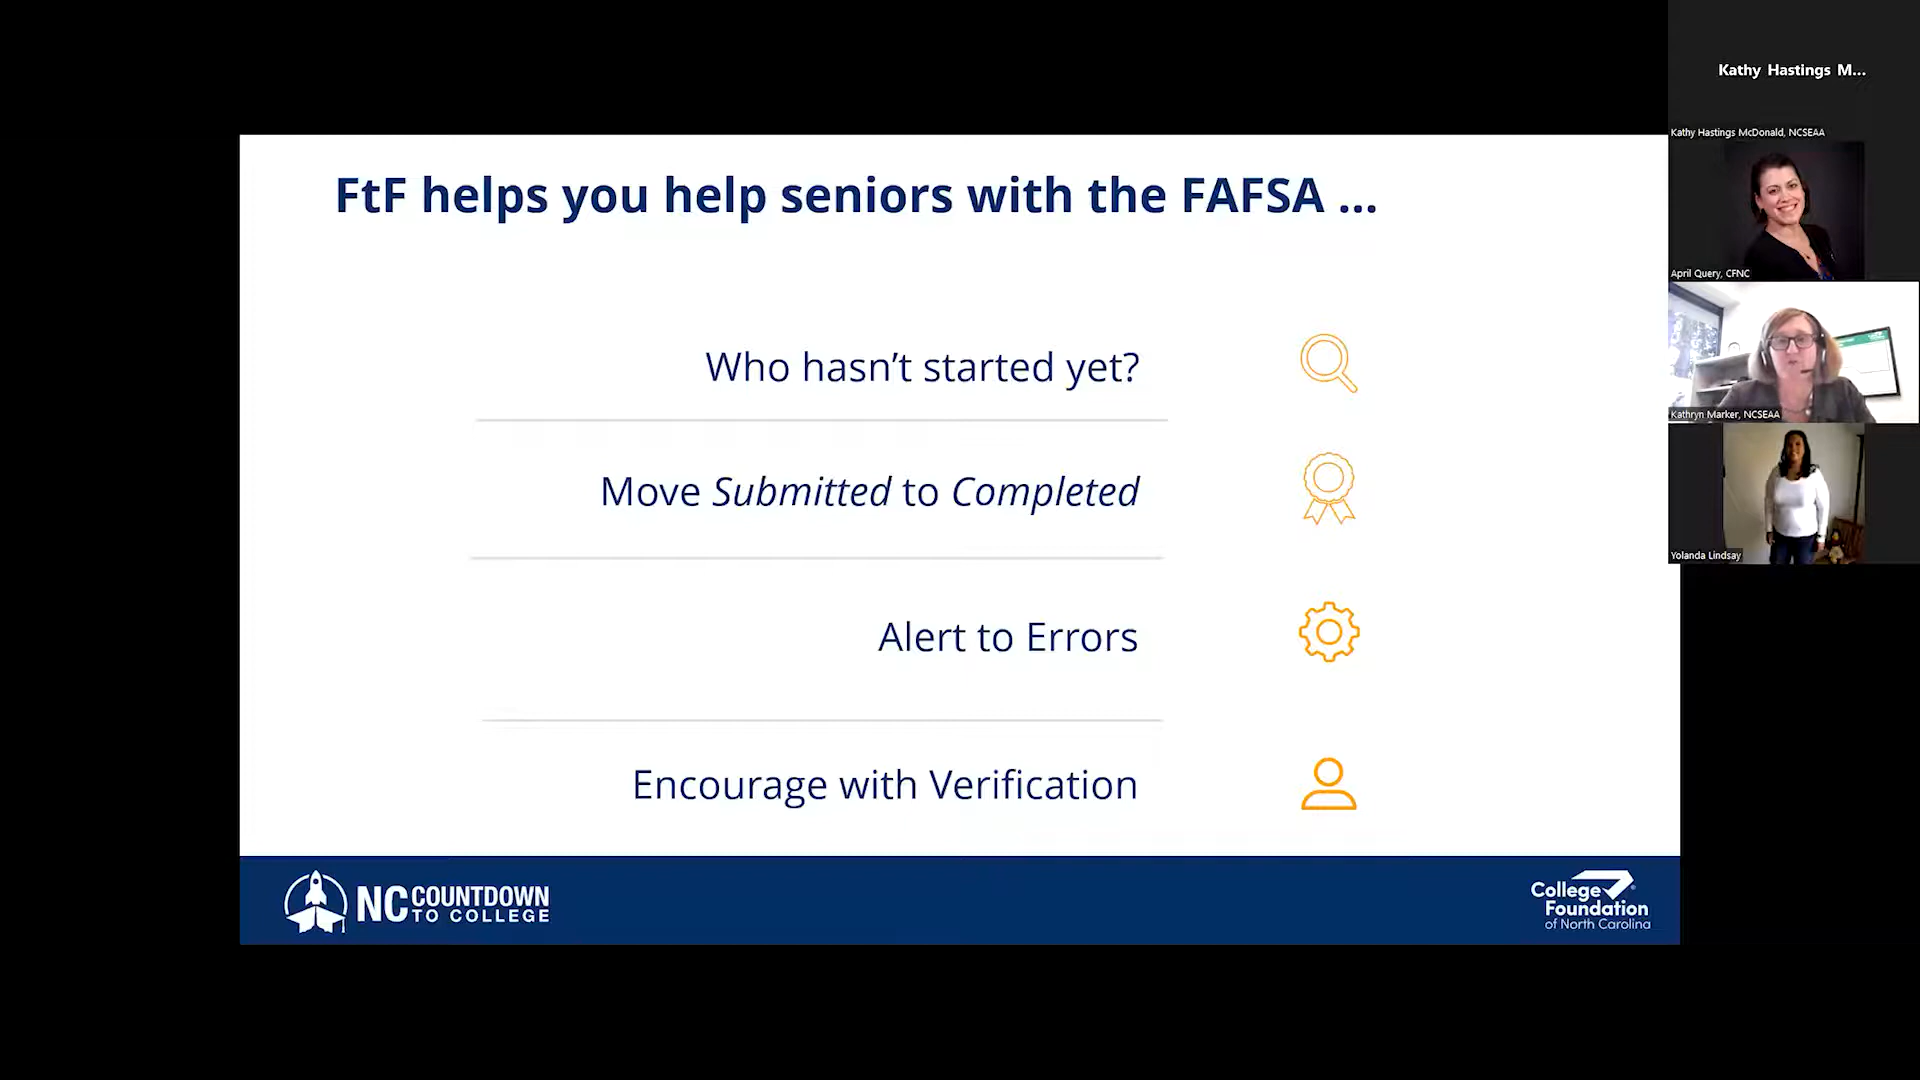 FtF helps you help seniors with the FAFSA ...
Who hasn’t started yet?
Move Submitted to Completed
Alert to Errors
Encourage with Verification
NC COUNTDOWN
TO COLLEGE
College
Foundation
of North Carolina
Kathy Hastings M...
Kathy Hastings McDonald, NCSEAA
April Query, CFNC
Kathryn Marker, NCSEAA
Yolanda Lindsay